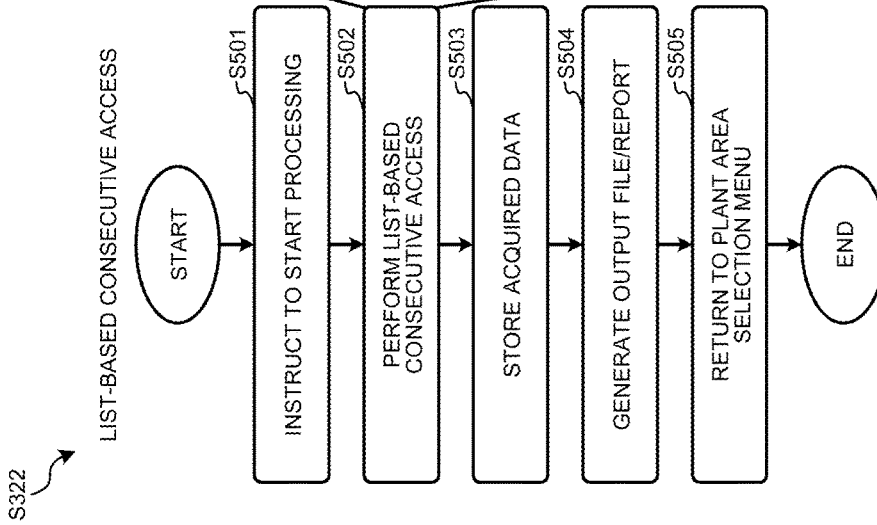 S322
LIST-BASED CONSECUTIVE ACCESS
START
S501
INSTRUCT TO START PROCESSING
S502
PERFORM LIST-BASED
CONSECUTIVE ACCESS
S503
STORE ACQUIRED DATA
S504
GENERATE OUTPUT FILE/REPORT
S505
RETURN TO PLANT AREA
SELECTION MENU
END